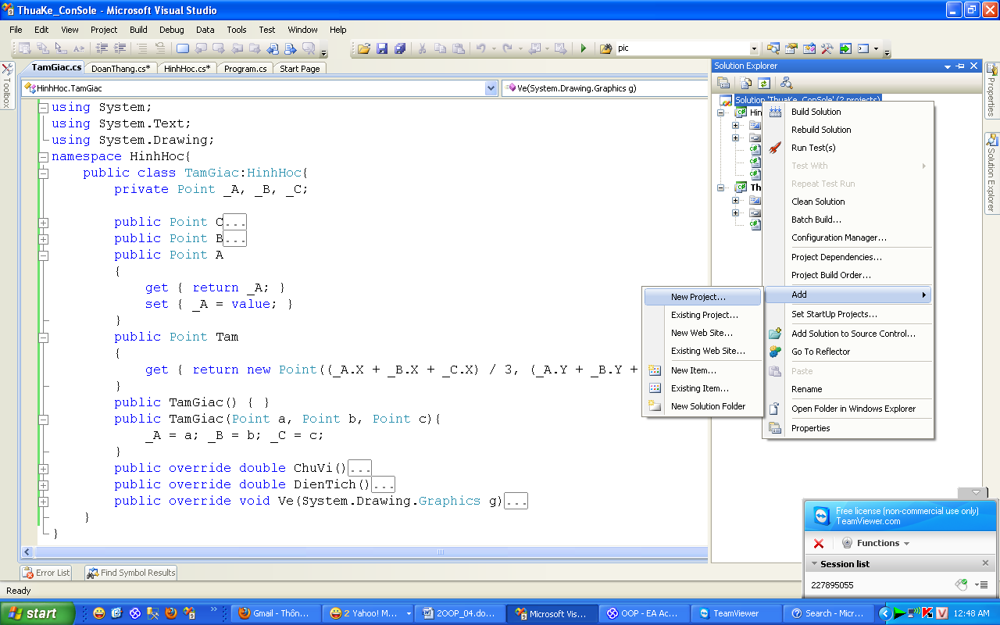 ThuaKe_ConSole - Microsoft Visual Studio
File Edit View Project Build Debug Data Tools Test Window Help
pic
TamGiac.cs DoanThang.cs* HinhHoc.cs* Program.cs Start Page
Toolbox
HinhHoc.TamGiac
Ve(System.Drawing.Graphics g)
using System;
using System.Text;
using System.Drawing;
namespace HinhHoc{
public class TamGiac:HinhHoc{
private Point _A, _B, _C;
public Point C...
public Point B...
public Point A
{
get { return _A; }
set { _A = value; }
}
public Point Tam
{
get { return new Point((_A.X + _B.X + _C.X) / 3, (_A.Y + _B.Y +
}
public TamGiac() { }
public TamGiac(Point a, Point b, Point c){
_A = a; _B = b; _C = c;
}
public override double ChuVi()...
public override double DienTich()...
public override void Ve(System.Drawing.Graphics g)...
}
}
Solution Explorer
Solution 'ThuaKe_ConSole' (2 projects)
Hin
Th
Properties
Solution Explorer
Build Solution
Rebuild Solution
Run Test(s)
Test With
Repeat Test Run
Clean Solution
Batch Build...
Configuration Manager...
Project Dependencies...
Project Build Order...
Add
Set StartUp Projects...
Add Solution to Source Control...
Go To Reflector
Paste
Rename
Open Folder in Windows Explorer
Properties
New Project...
Existing Project...
New Web Site...
Existing Web Site...
New Item...
Existing Item...
New Solution Folder
Free license (non-commercial use only)
TeamViewer.com
Functions
Session list
227895055
Error List Find Symbol Results
Ready
start Gmail - Thôn... 2 Yahoo! M... 2OOP_04.do... Microsoft Vis... OOP - EA Ac... TeamViewer Search - Micr... 12:48 AM